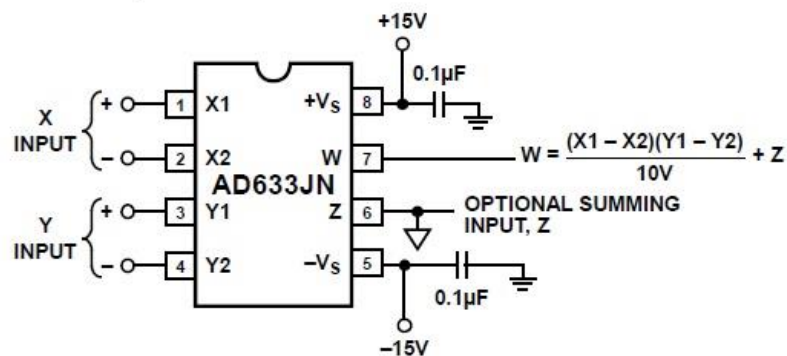 +15V
0.1µF
X
INPUT
+
–
1 X1
2 X2
Y
INPUT
+
–
3 Y1
4 Y2
AD633JN
+VS 8
W 7
Z 6
–VS 5
W = (X1 – X2)(Y1 – Y2) / 10V + Z
OPTIONAL SUMMING
INPUT, Z
0.1µF
–15V